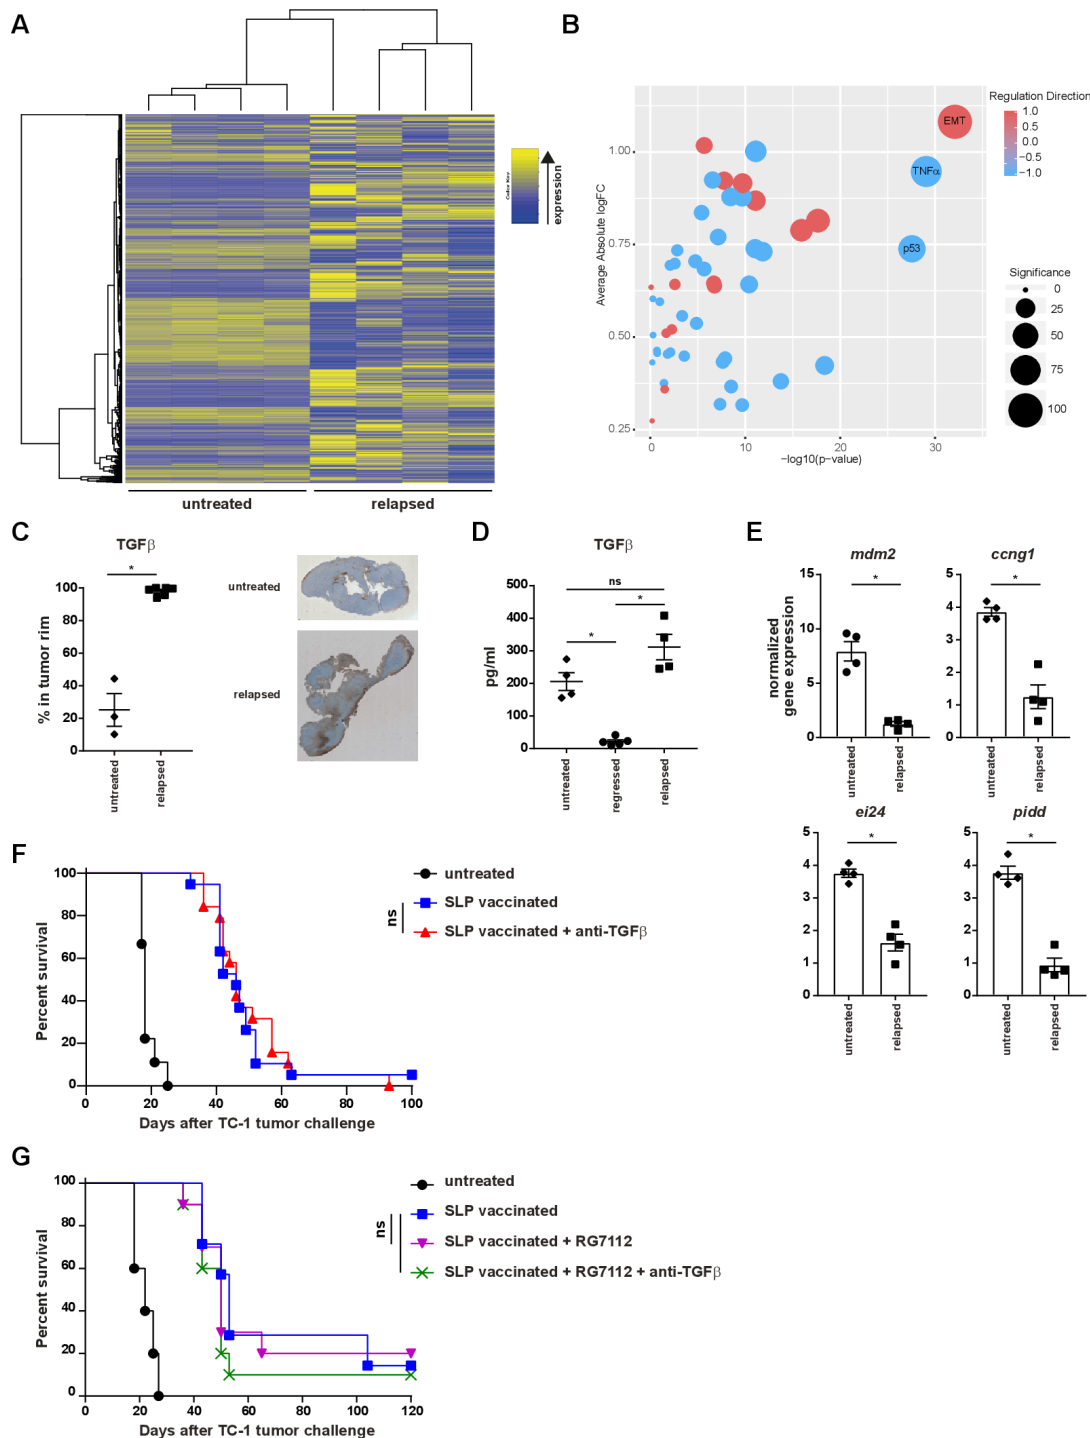 A
Color Key
expression
untreated
relapsed
B
EMT
TNFα
p53
1.00
0.75
0.50
0.25
Average Absolute logFC
0
10
20
30
−log10(p−value)
Regulation Direction
1.0
0.5
0.0
−0.5
−1.0
Significance
0
25
50
75
100
C
TGFβ
*
100
80
60
40
20
0
% in tumor rim
untreated
relapsed
untreated
relapsed
D
TGFβ
ns
*
*
500
400
300
200
100
0
pg/ml
untreated
regressed
relapsed
E
mdm2
*
15
10
5
0
normalized
gene expression
untreated
relapsed
ccng1
*
5
4
3
2
1
0
untreated
relapsed
ei24
*
5
4
3
2
1
0
untreated
relapsed
pidd
*
5
4
3
2
1
0
untreated
relapsed
F
100
80
60
40
20
0
Percent survival
0
20
40
60
80
100
Days after TC-1 tumor challenge
untreated
SLP vaccinated
SLP vaccinated + anti-TGFβ
ns
G
100
80
60
40
20
0
Percent survival
0
20
40
60
80
100
120
Days after TC-1 tumor challenge
untreated
SLP vaccinated
SLP vaccinated + RG7112
SLP vaccinated + RG7112 + anti-TGFβ
ns